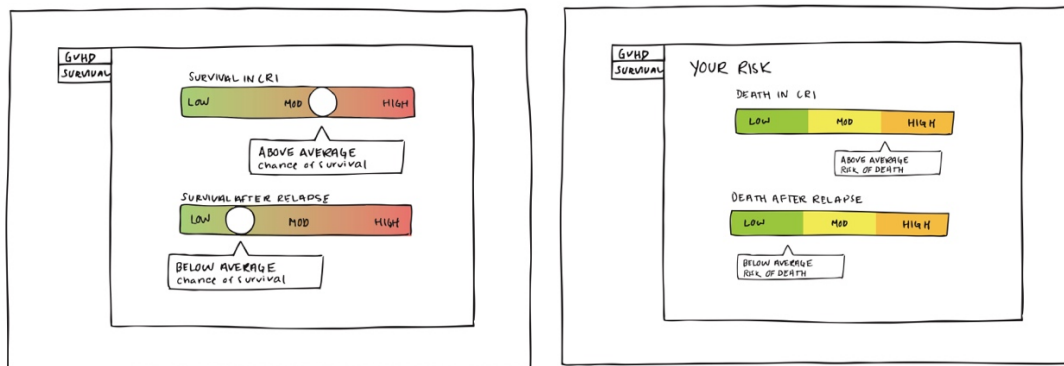 GVHD
SURVIVAL
SURVIVAL IN CRI
LOW MOD HIGH
ABOVE AVERAGE
chance of survival
SURVIVAL AFTER RELAPSE
LOW MOD HIGH
BELOW AVERAGE
chance of survival
GVHD
SURVIVAL
YOUR RISK
DEATH IN CRI
LOW MOD HIGH
ABOVE AVERAGE
RISK OF DEATH
DEATH AFTER RELAPSE
LOW MOD HIGH
BELOW AVERAGE
RISK OF DEATH